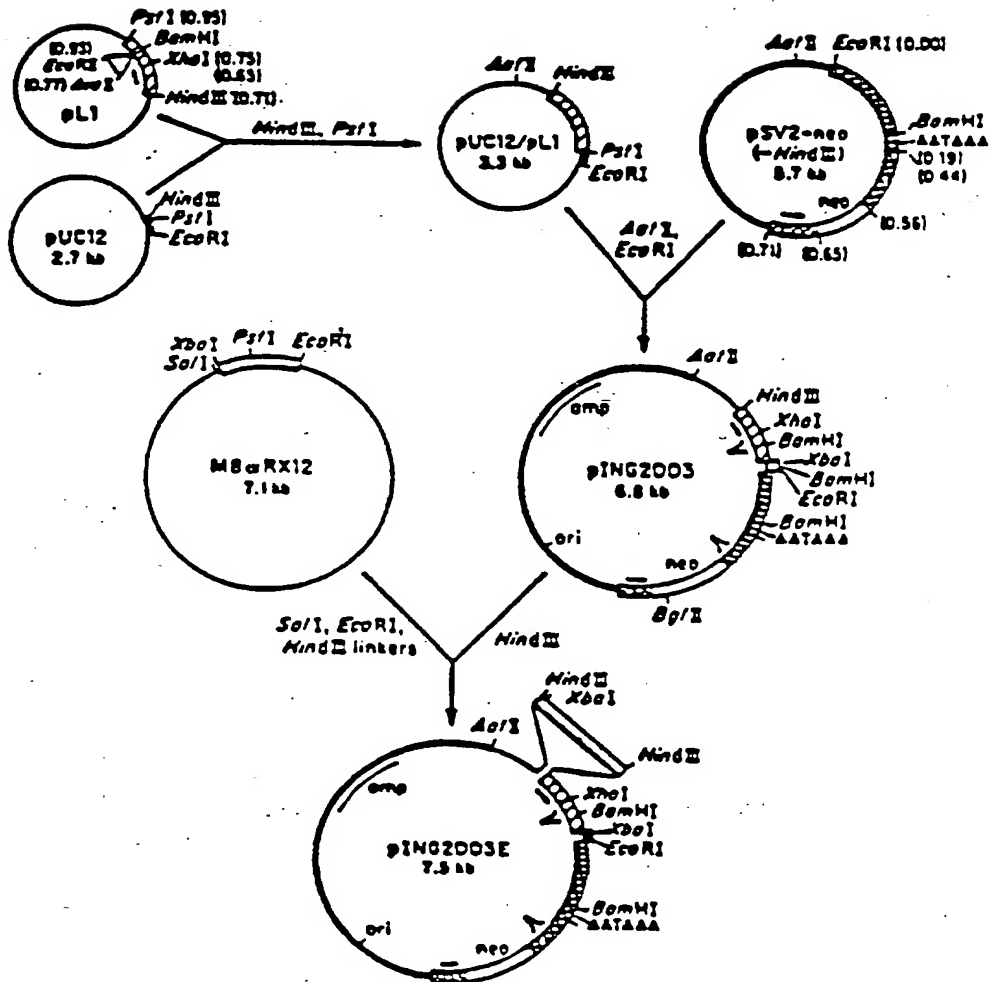 PstI (0.95)
BamHI
XhoI (0.75)
(0.63)
HindIII (0.71)
(0.93)
EcoRI
(0.77) AvaI
pL1
HindIII, PstI
HindIII
PstI
EcoRI
pUC12
2.7 kb
AatII
HindIII
pUC12/pL1
3.3 kb
PstI
EcoRI
AatII
EcoRI (0.00)
pSV2-neo
(-HindIII)
5.7 kb
BamHI
AATAAA
(0.19)
(0.44)
neo
(0.56)
(0.71)
(0.65)
AatII,
EcoRI
XbaI
SalI
PstI
EcoRI
M8αRX12
7.1 kb
AatII
amp
HindIII
XhoI
BamHI
XbaI
BamHI
EcoRI
BamHI
AATAAA
pING2003
6.8 kb
ori
neo
BglII
SalI, EcoRI,
HindIII linkers
HindIII
HindIII
XbaI
HindIII
AatII
amp
XhoI
BamHI
XbaI
EcoRI
pING2003E
7.5 kb
BamHI
AATAAA
ori
neo